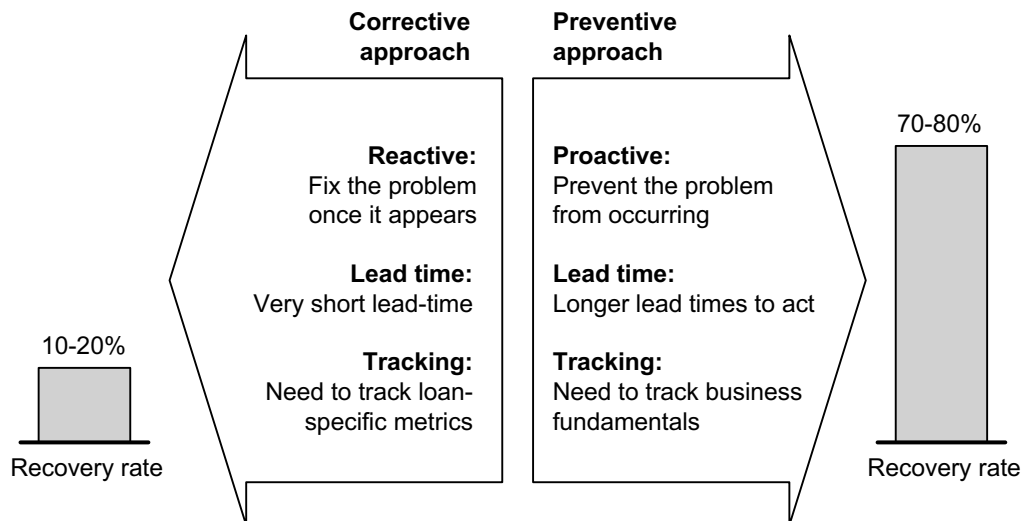 Corrective
approach
Reactive:
Fix the problem
once it appears
Lead time:
Very short lead-time
Tracking:
Need to track loan-
specific metrics
10-20%
Recovery rate
Preventive
approach
Proactive:
Prevent the problem
from occurring
Lead time:
Longer lead times to act
Tracking:
Need to track business
fundamentals
70-80%
Recovery rate